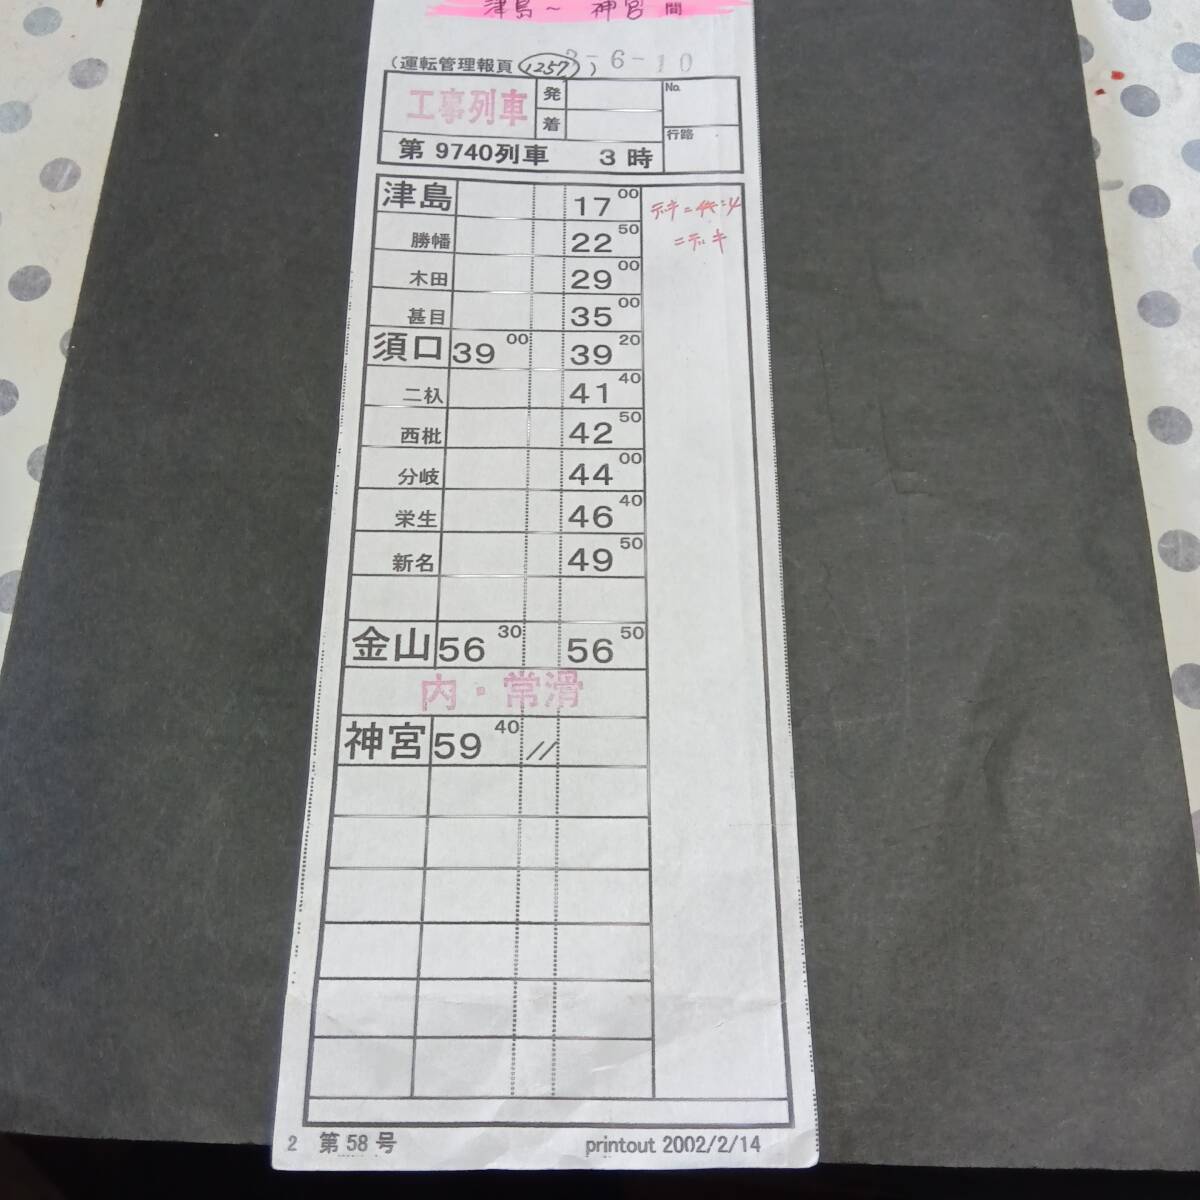 津島〜神宮間
(運転管理報頁 1257) 2-6-10
工事列車 発 No.
着 行路
第 9740列車 3時
津島 17 00
勝幡 22 50
木田 29 00
甚目 35 00
須口 39 00 39 20
二杁 41 40
西枇 42 50
分岐 44 00
栄生 46 40
新名 49 50
金山 56 30 56 50
内・常滑
神宮 59 40 //
2 第58号 printout 2002/2/14